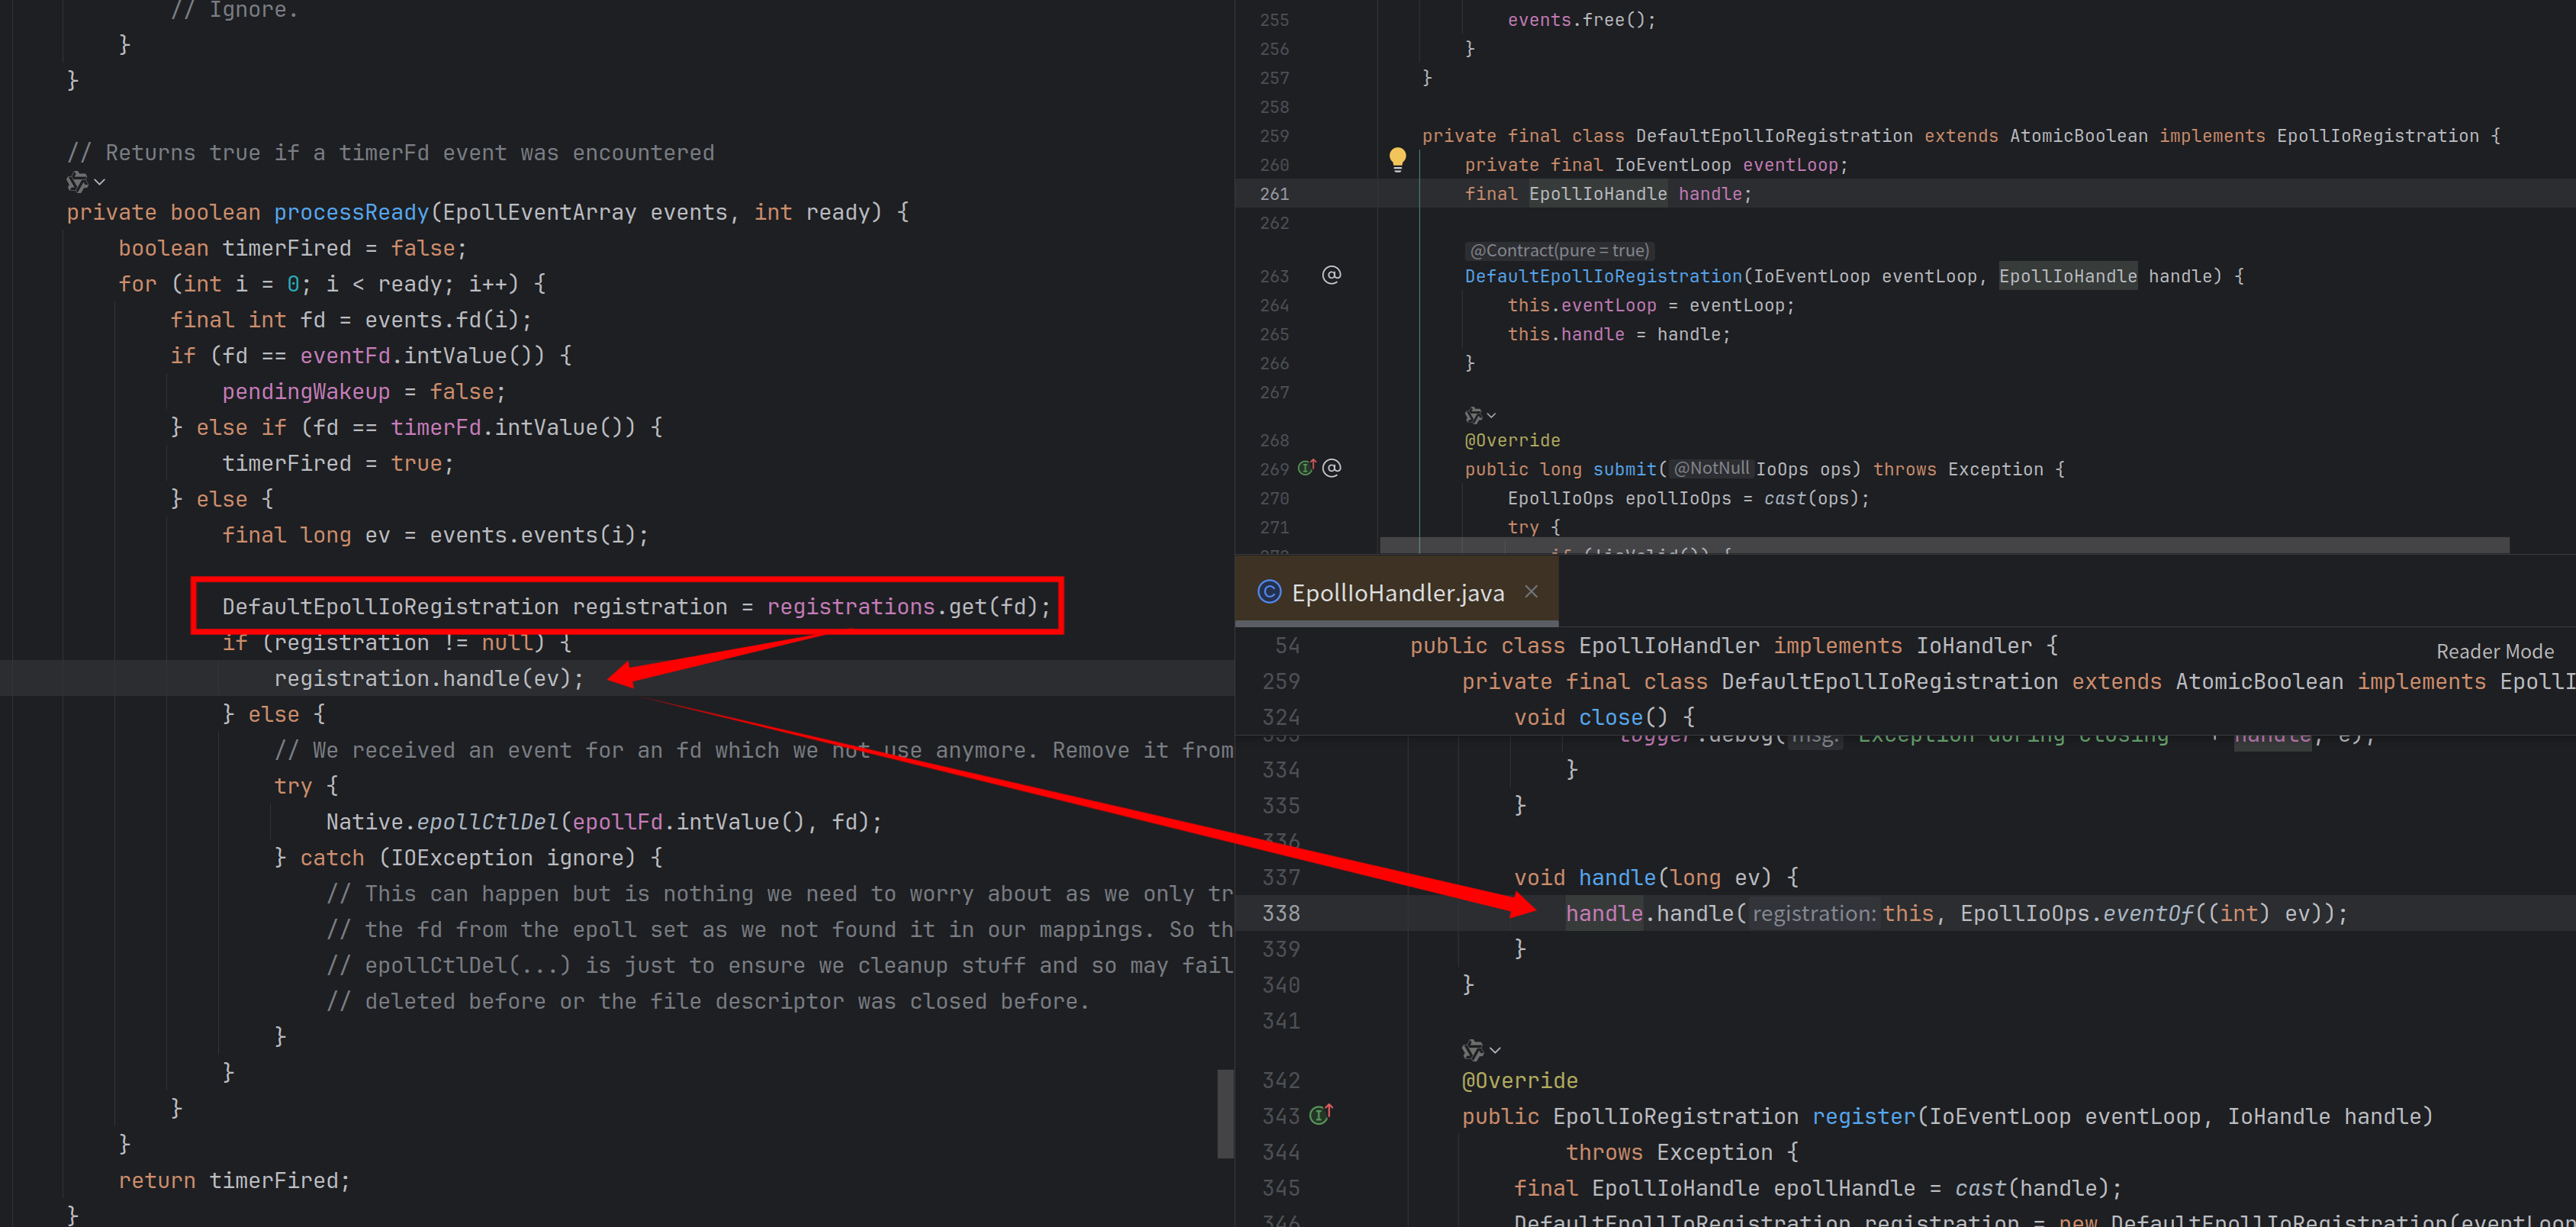 // Ignore.
}
}
// Returns true if a timerFd event was encountered
private boolean processReady(EpollEventArray events, int ready) {
boolean timerFired = false;
for (int i = 0; i < ready; i++) {
final int fd = events.fd(i);
if (fd == eventFd.intValue()) {
pendingWakeup = false;
} else if (fd == timerFd.intValue()) {
timerFired = true;
} else {
final long ev = events.events(i);
DefaultEpollIoRegistration registration = registrations.get(fd);
if (registration != null) {
registration.handle(ev);
} else {
// We received an event for an fd which we not use anymore. Remove it from
try {
Native.epollCtlDel(epollFd.intValue(), fd);
} catch (IOException ignore) {
// This can happen but is nothing we need to worry about as we only tr
// the fd from the epoll set as we not found it in our mappings. So th
// epollCtlDel(...) is just to ensure we cleanup stuff and so may fail
// deleted before or the file descriptor was closed before.
}
}
}
}
return timerFired;
}
255 events.free();
256 }
257 }
258
259 private final class DefaultEpollIoRegistration extends AtomicBoolean implements EpollIoRegistration {
260 private final IoEventLoop eventLoop;
261 final EpollIoHandle handle;
262
@Contract(pure = true)
263 @ DefaultEpollIoRegistration(IoEventLoop eventLoop, EpollIoHandle handle) {
264 this.eventLoop = eventLoop;
265 this.handle = handle;
266 }
267
268 @Override
269 @ public long submit( @NotNull IoOps ops) throws Exception {
270 EpollIoOps epollIoOps = cast(ops);
271 try {
EpollIoHandler.java
54 public class EpollIoHandler implements IoHandler {
Reader Mode
259 private final class DefaultEpollIoRegistration extends AtomicBoolean implements EpollI
324 void close() {
logger.debug( msg: "Exception during closing " + handle, e);
334 }
335 }
336
337 void handle(long ev) {
338 handle.handle( registration: this, EpollIoOps.eventOf((int) ev));
339 }
340 }
341
342 @Override
343 public EpollIoRegistration register(IoEventLoop eventLoop, IoHandle handle)
344 throws Exception {
345 final EpollIoHandle epollHandle = cast(handle);
346 DefaultEpollIoRegistration registration = new DefaultEpollIoRegistration(eventLoo